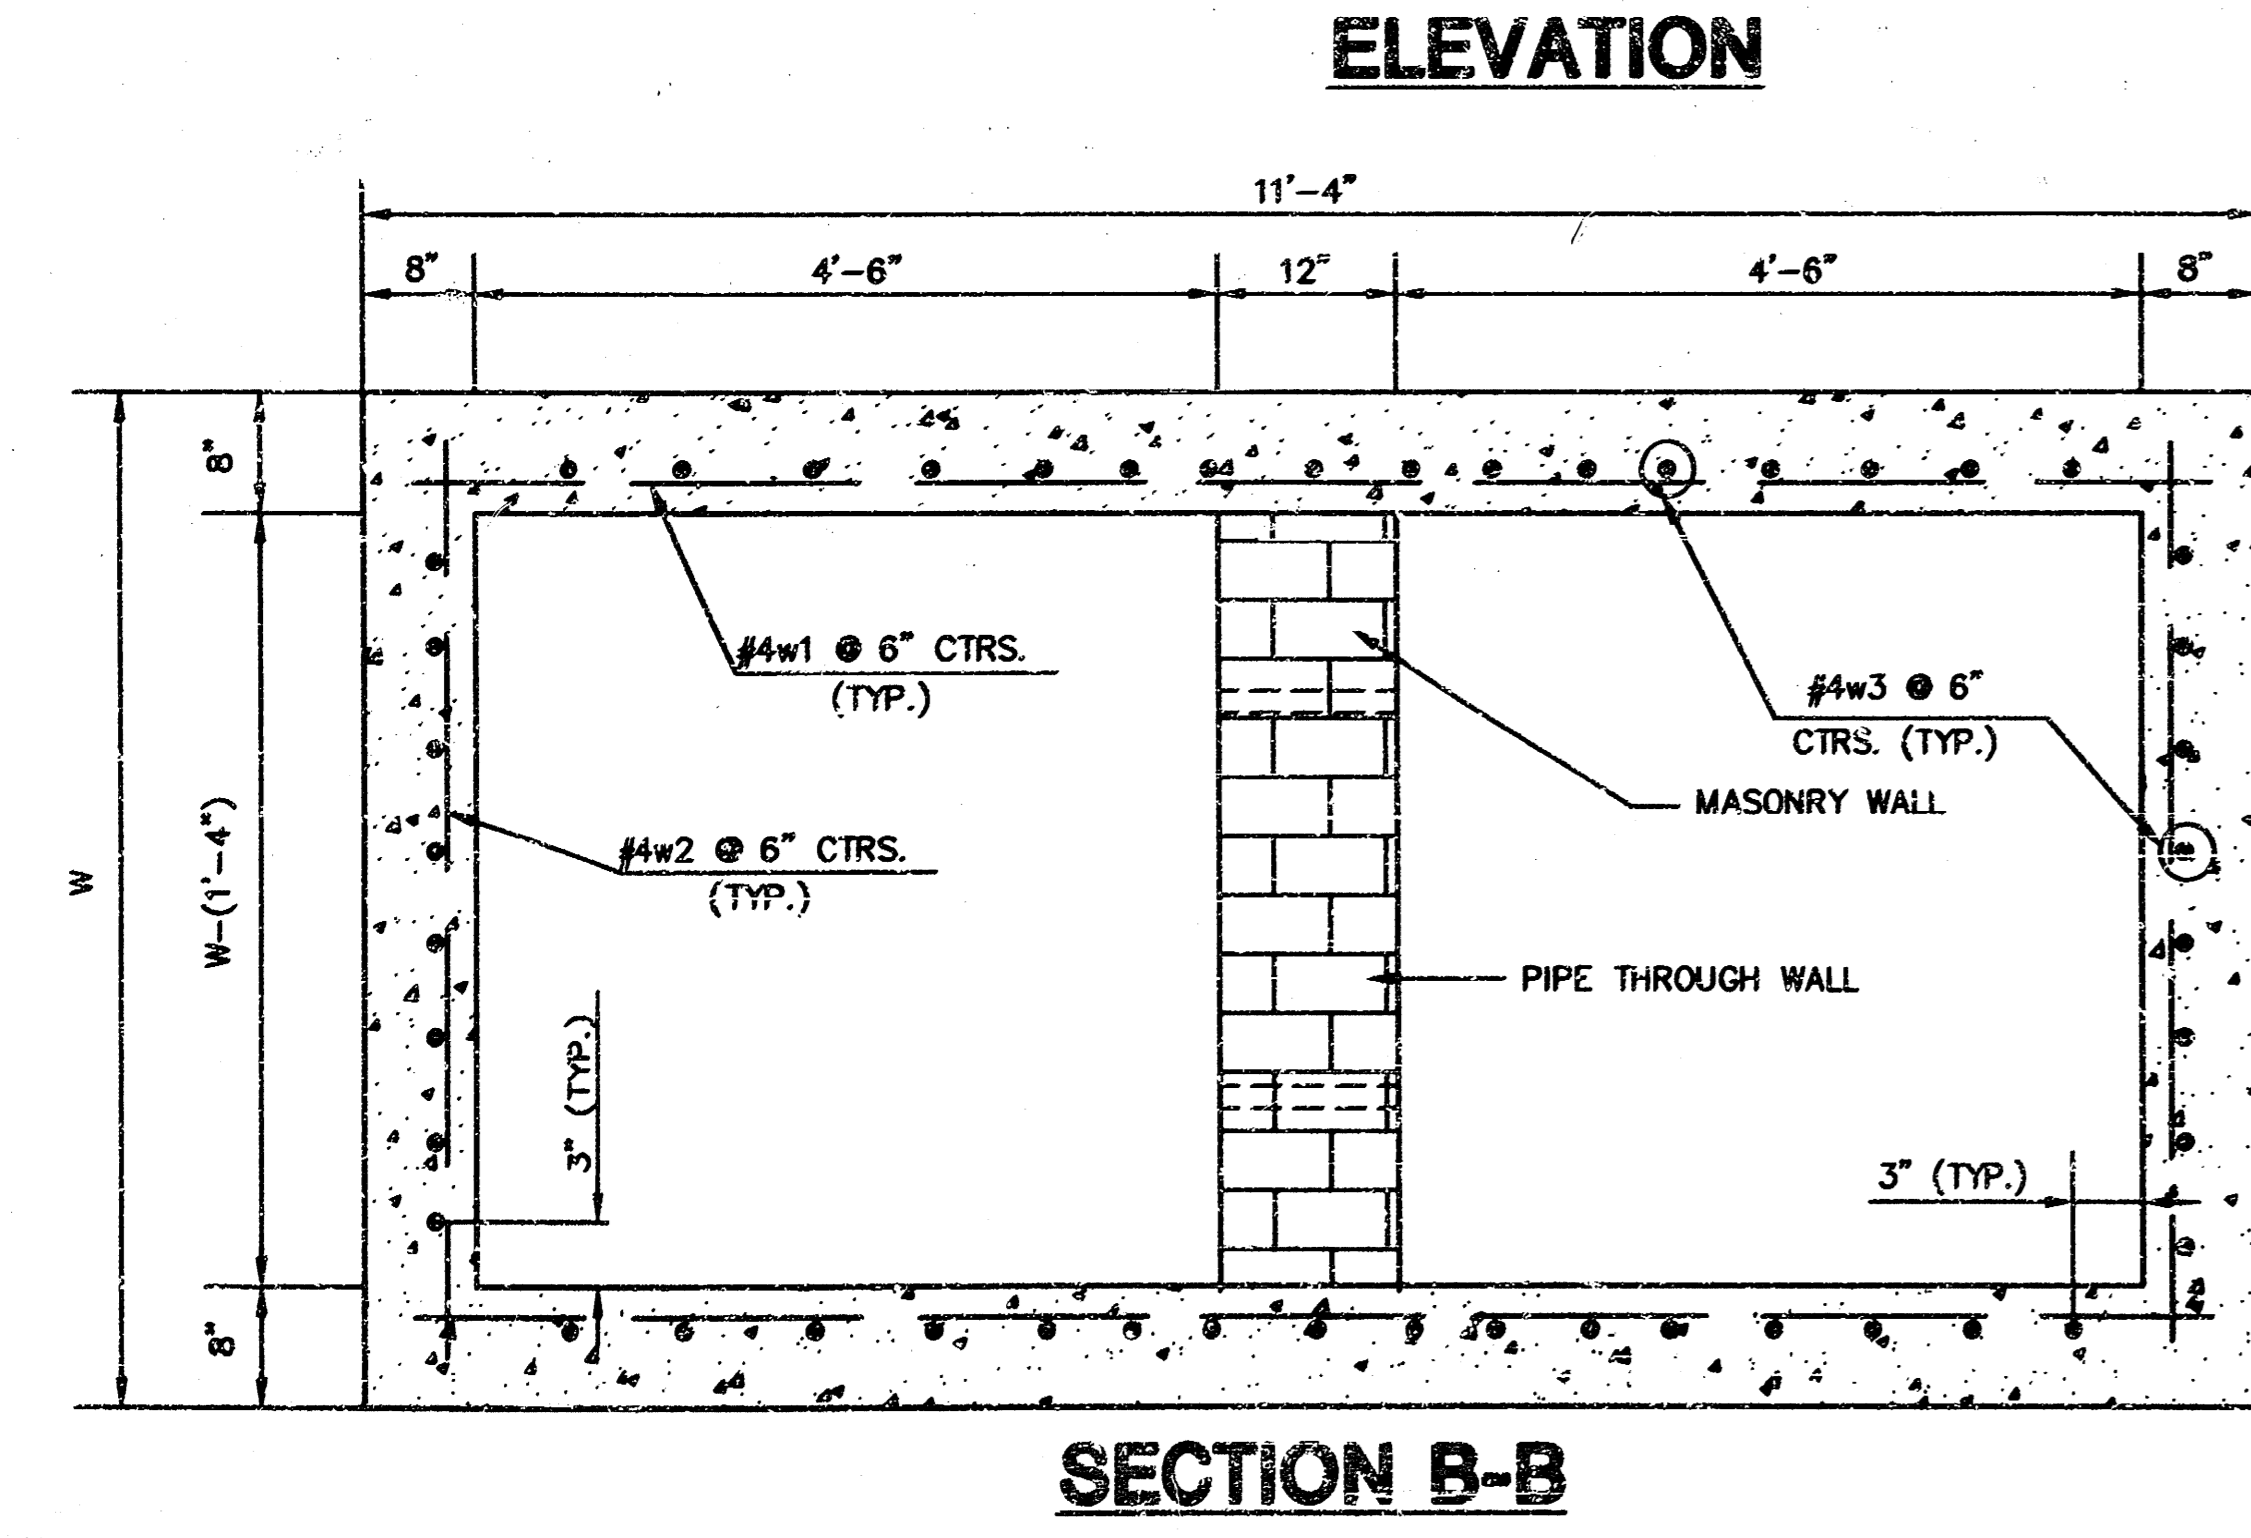 ELEVATION
11'-4"
8" 4'-6" 12" 4'-6" 8"
8"
#4w1 @ 6" CTRS.
(TYP.)
#4w3 @ 6"
CTRS. (TYP.)
MASONRY WALL
#4w2 @ 6" CTRS.
(TYP.)
W
W-(1'-4")
PIPE THROUGH WALL
3" (TYP.)
3" (TYP.)
8"
SECTION B-B